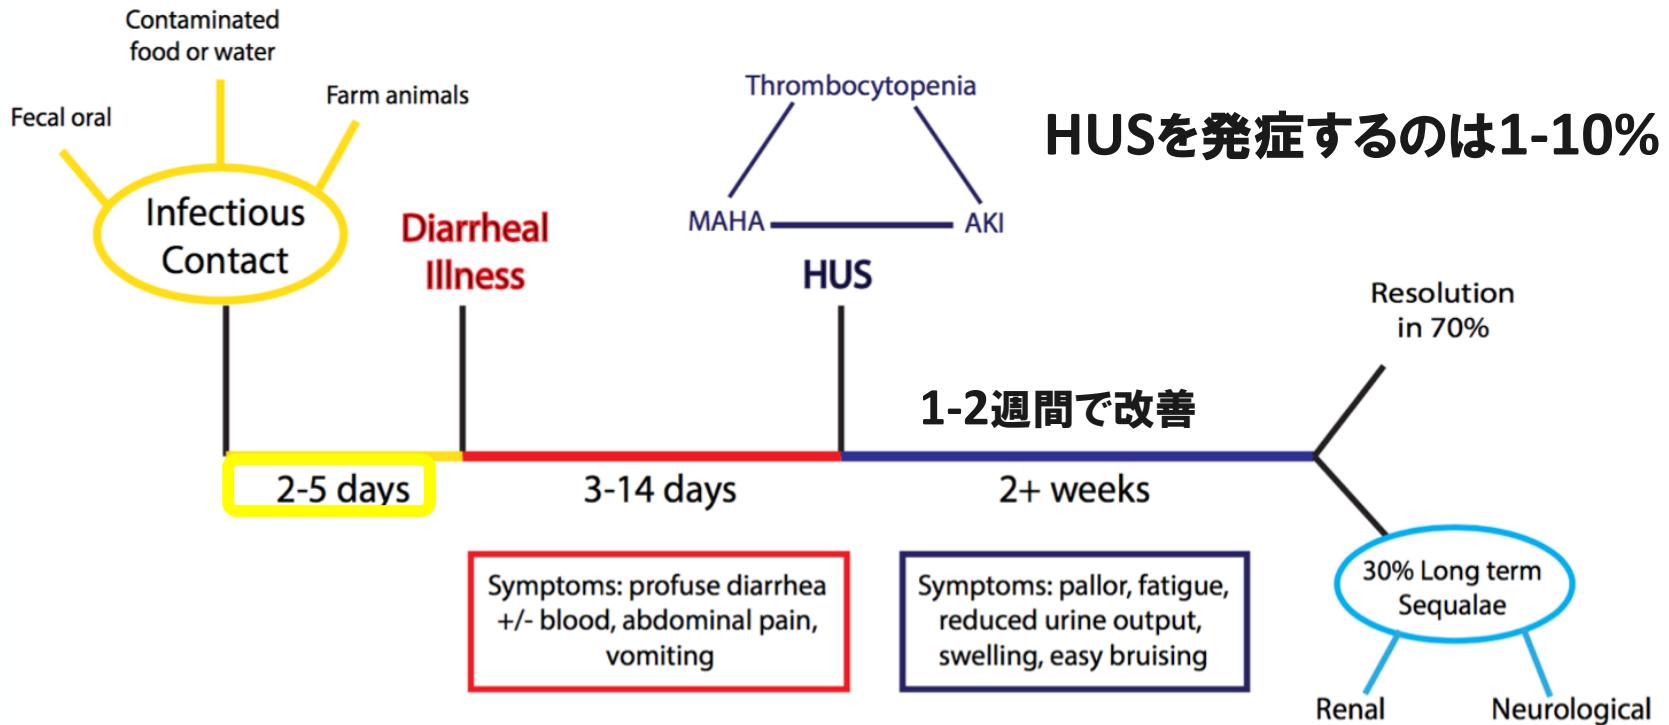 Contaminated
food or water
Fecal oral
Farm animals
Infectious
Contact
Diarrheal
Illness
Thrombocytopenia
MAHA
AKI
HUS
HUSを発症するのは1-10%
Resolution
in 70%
1-2週間で改善
2-5 days
3-14 days
2+ weeks
Symptoms: profuse diarrhea
+/- blood, abdominal pain,
vomiting
Symptoms: pallor, fatigue,
reduced urine output,
swelling, easy bruising
30% Long term
Sequalae
Renal
Neurological